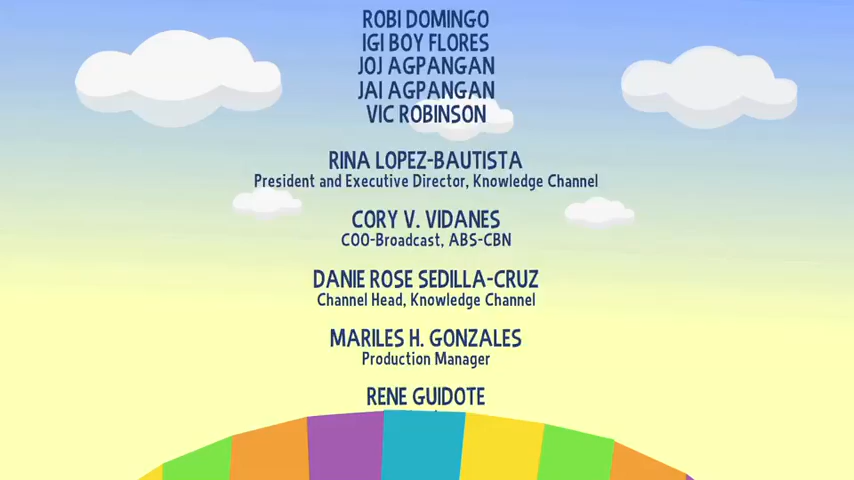 ROBI DOMINGO
IGI BOY FLORES
JOJ AGPANGAN
JAI AGPANGAN
VIC ROBINSON
RINA LOPEZ-BAUTISTA
President and Executive Director, Knowledge Channel
CORY V. VIDANES
COO-Broadcast, ABS-CBN
DANIE ROSE SEDILLA-CRUZ
Channel Head, Knowledge Channel
MARILES H. GONZALES
Production Manager
RENE GUIDOTE